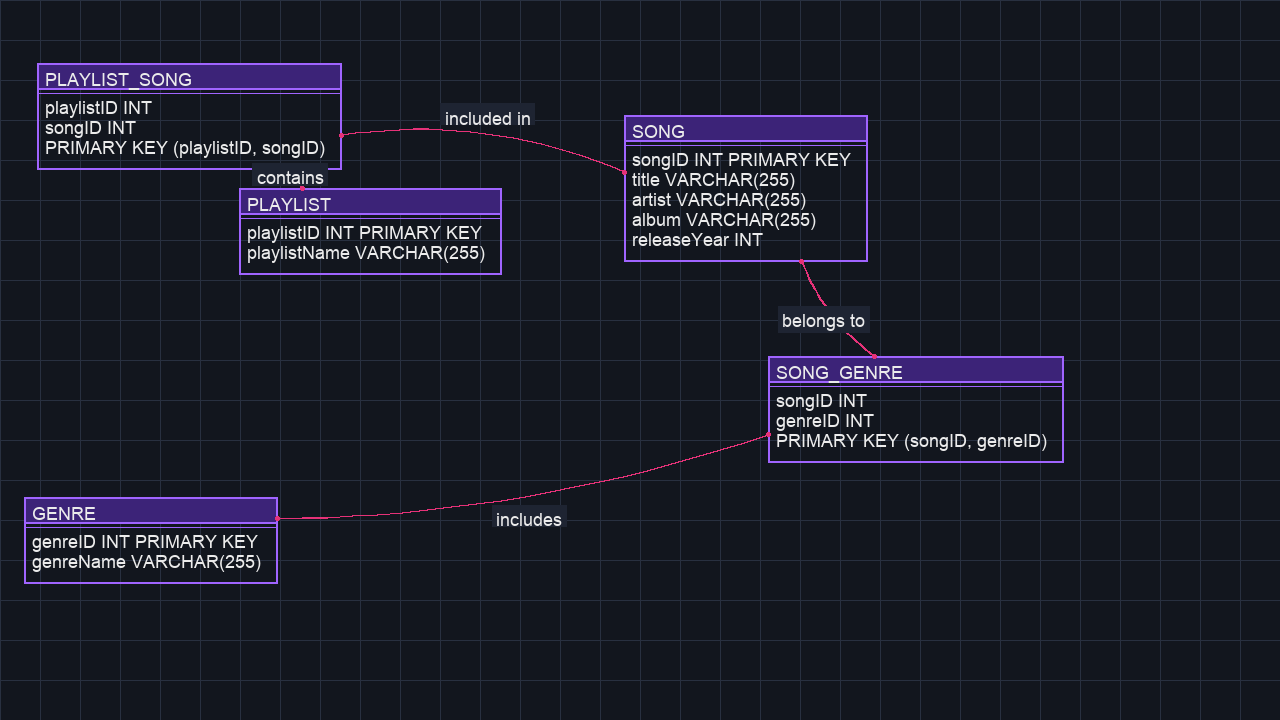 PLAYLIST_SONG
playlistID INT
songID INT
PRIMARY KEY (playlistID, songID)
included in
SONG
songID INT PRIMARY KEY
title VARCHAR(255)
artist VARCHAR(255)
album VARCHAR(255)
releaseYear INT
contains
PLAYLIST
playlistID INT PRIMARY KEY
playlistName VARCHAR(255)
belongs to
SONG_GENRE
songID INT
genreID INT
PRIMARY KEY (songID, genreID)
includes
GENRE
genreID INT PRIMARY KEY
genreName VARCHAR(255)